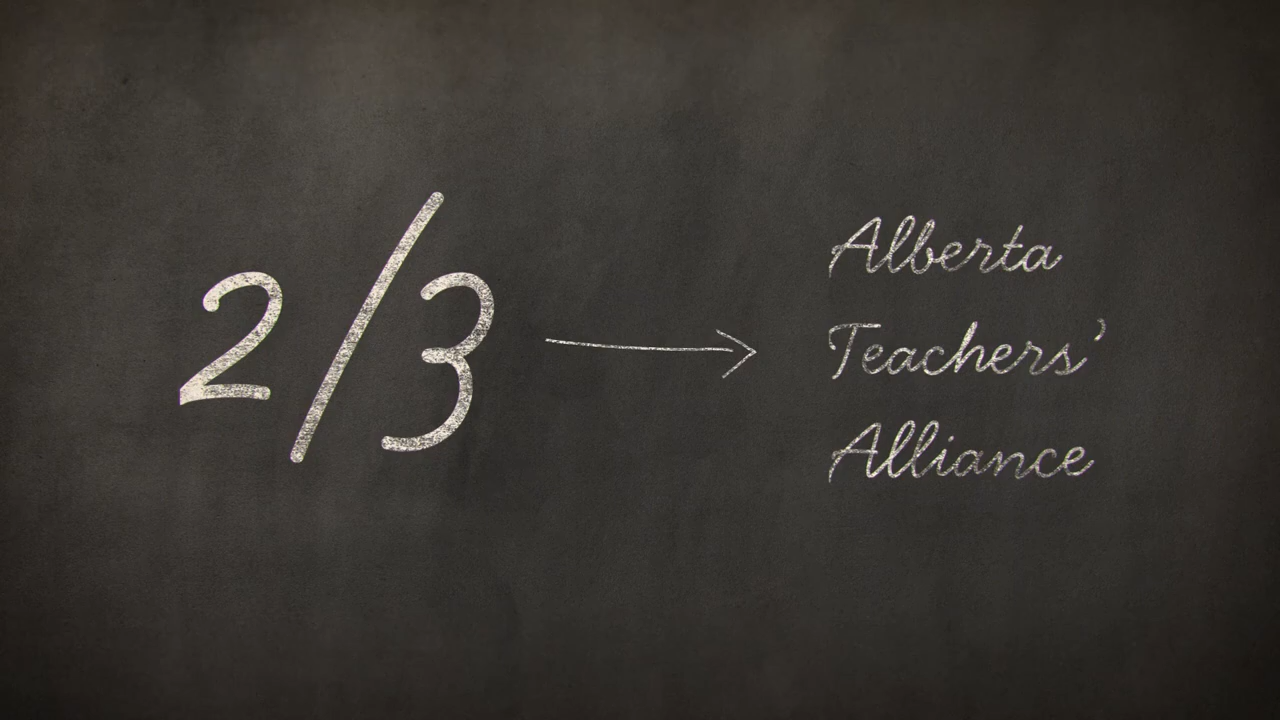 2/3 → Alberta
Teachers’
Alliance